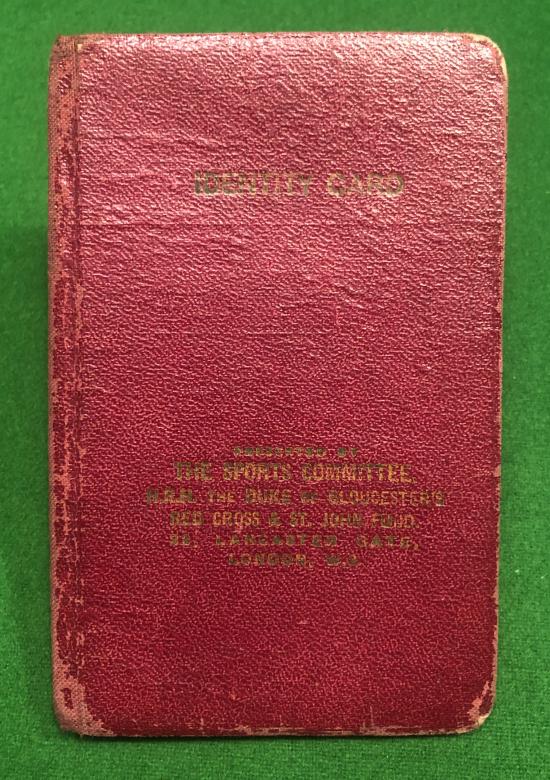 IDENTITY CARD
PRESENTED BY
THE SPORTS COMMITTEE,
H.R.H. THE DUKE OF GLOUCESTER'S
RED CROSS & ST. JOHN FUND.
LANCASTER GATE,
LONDON, W.2.